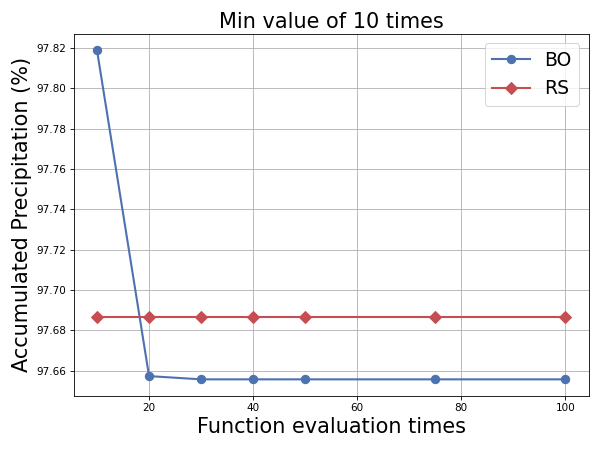 Min value of 10 times
Accumulated Precipitation (%)
97.82
97.80
97.78
97.76
97.74
97.72
97.70
97.68
97.66
BO
RS
20 40 60 80 100
Function evaluation times